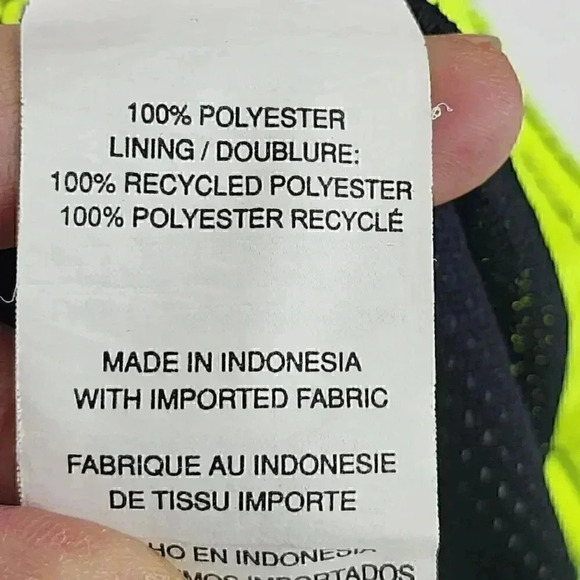 100% POLYESTER
LINING / DOUBLURE:
100% RECYCLED POLYESTER
100% POLYESTER RECYCLÉ
MADE IN INDONESIA
WITH IMPORTED FABRIC
FABRIQUE AU INDONESIE
DE TISSU IMPORTE
EN